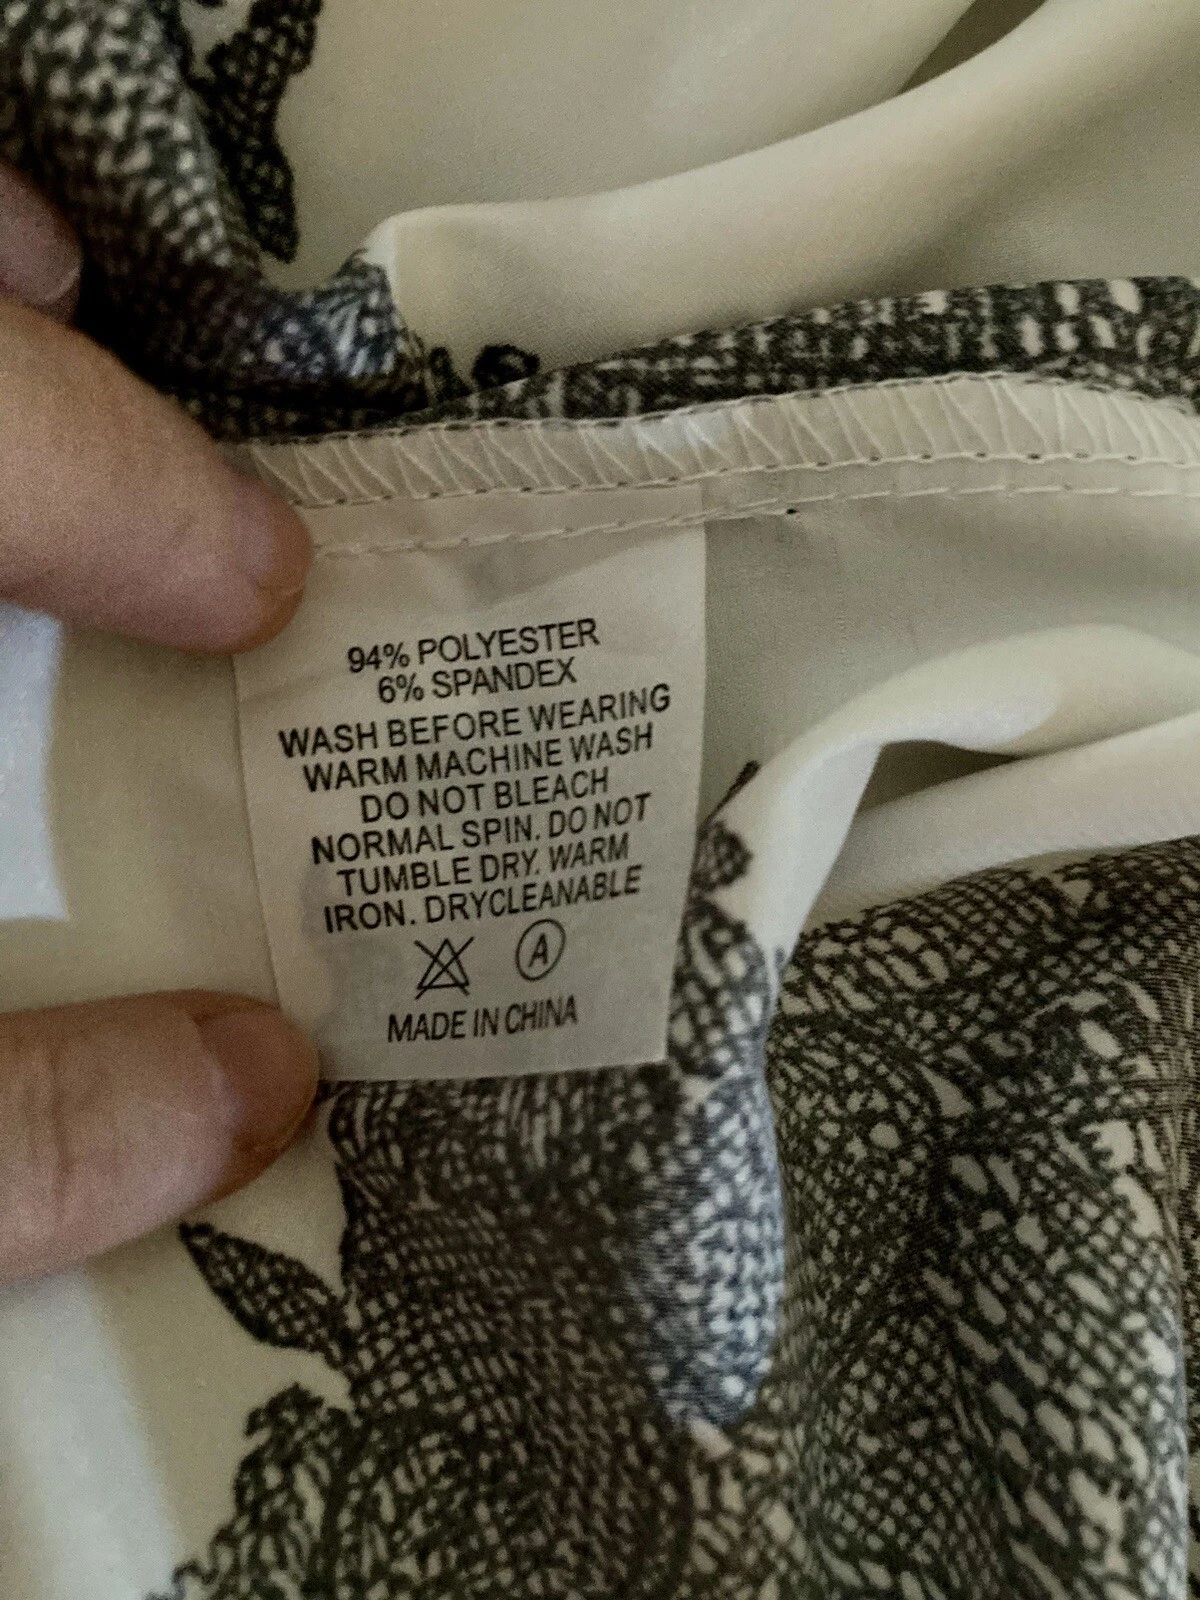 94% POLYESTER
6% SPANDEX
WASH BEFORE WEARING
WARM MACHINE WASH
DO NOT BLEACH
NORMAL SPIN. DO NOT
TUMBLE DRY. WARM
IRON. DRYCLEANABLE
A
MADE IN CHINA